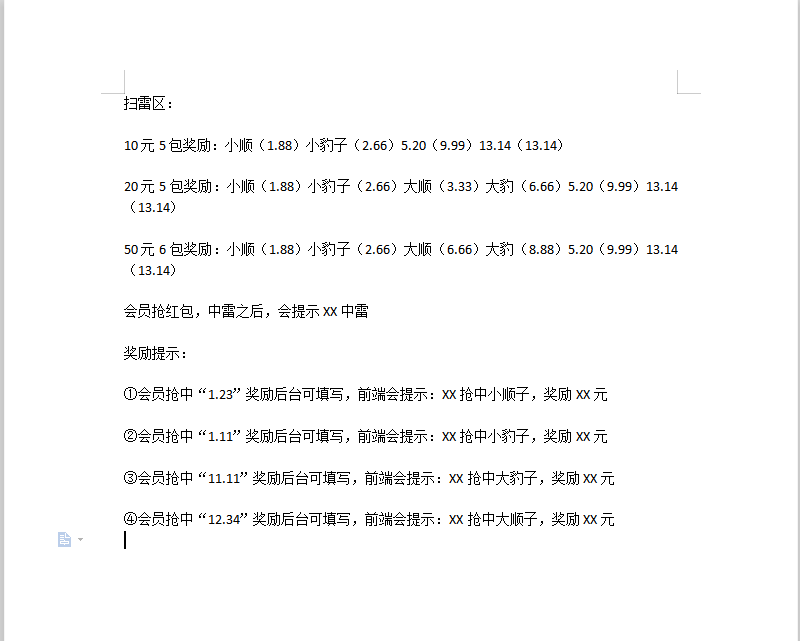 扫雷区：
10 元 5 包奖励：小顺（1.88）小豹子（2.66）5.20（9.99）13.14（13.14）
20 元 5 包奖励：小顺（1.88）小豹子（2.66）大顺（3.33）大豹（6.66）5.20（9.99）13.14
（13.14）
50 元 6 包奖励：小顺（1.88）小豹子（2.66）大顺（6.66）大豹（8.88）5.20（9.99）13.14
（13.14）
会员抢红包，中雷之后，会提示 XX 中雷
奖励提示：
①会员抢中“1.23”奖励后台可填写，前端会提示：XX 抢中小顺子，奖励 XX 元
②会员抢中“1.11”奖励后台可填写，前端会提示：XX 抢中小豹子，奖励 XX 元
③会员抢中“11.11”奖励后台可填写，前端会提示：XX 抢中大豹子，奖励 XX 元
④会员抢中“12.34”奖励后台可填写，前端会提示：XX 抢中大顺子，奖励 XX 元